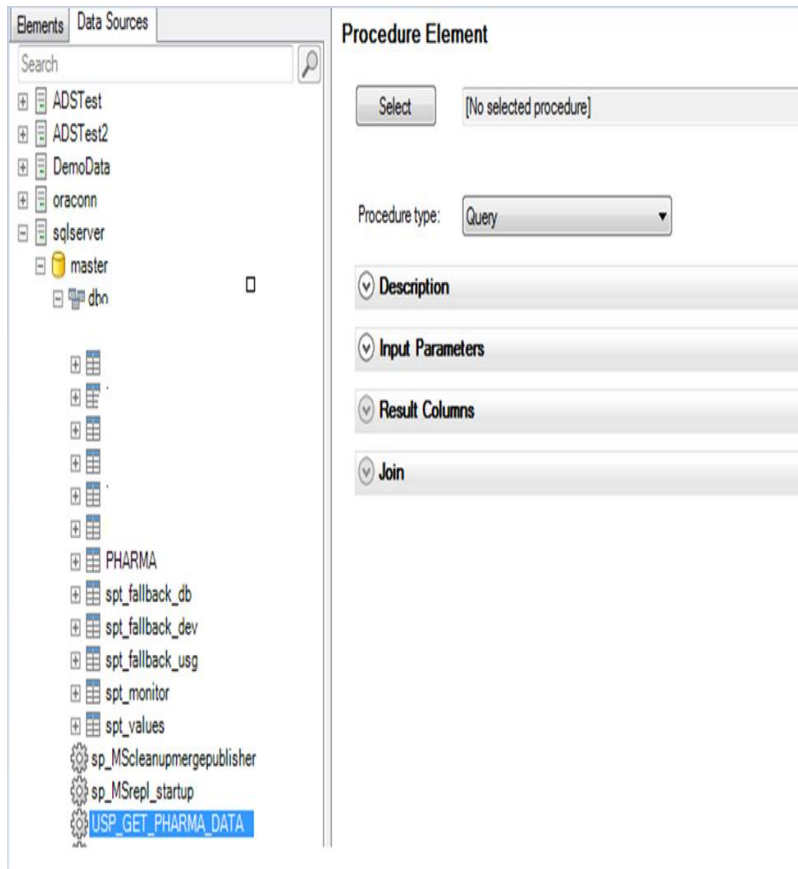 Elements
Data Sources
Search
ADSTest
ADSTest2
DemoData
oraconn
sqlserver
master
dbo
PHARMA
spt_fallback_db
spt_fallback_dev
spt_fallback_usg
spt_monitor
spt_values
sp_MScleanupmergepublisher
sp_MSrepl_startup
USP_GET_PHARMA_DATA
Procedure Element
Select
[No selected procedure]
Procedure type:
Query
Description
Input Parameters
Result Columns
Join